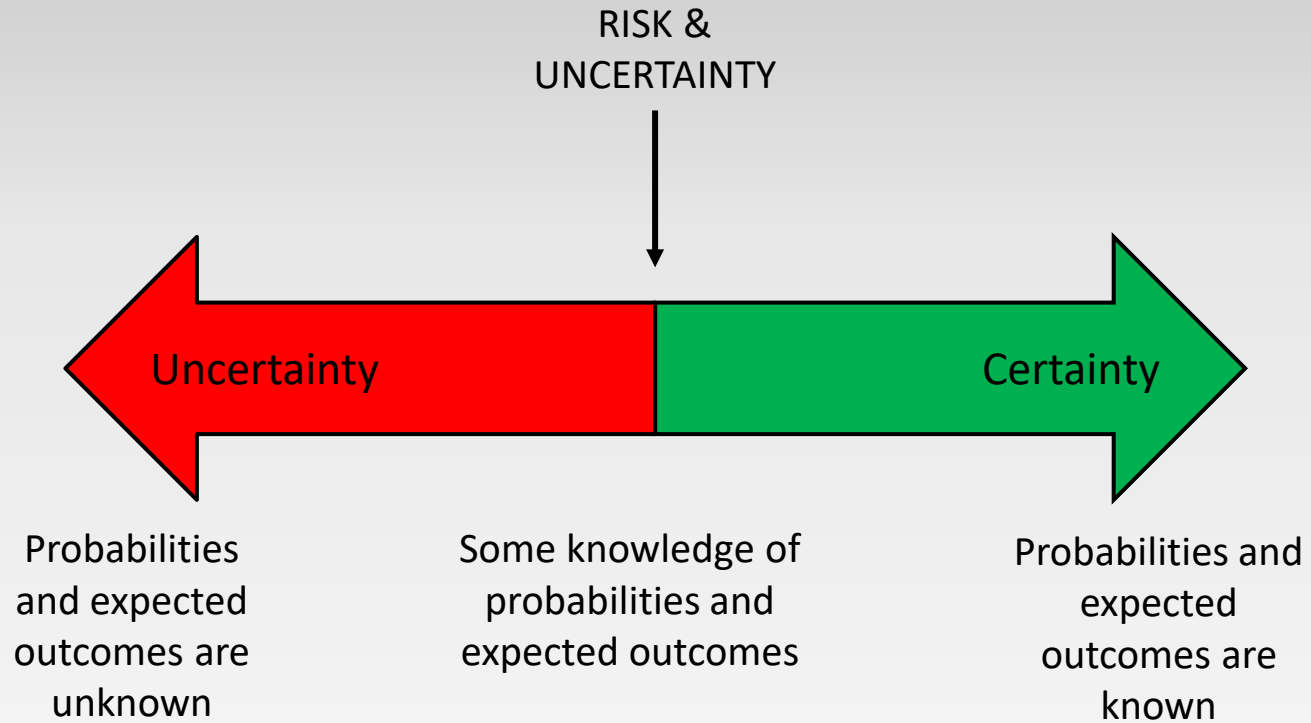 RISK &
UNCERTAINTY
Uncertainty
Certainty
Probabilities
and expected
outcomes are
unknown
Some knowledge of
probabilities and
expected outcomes
Probabilities and
expected
outcomes are
known